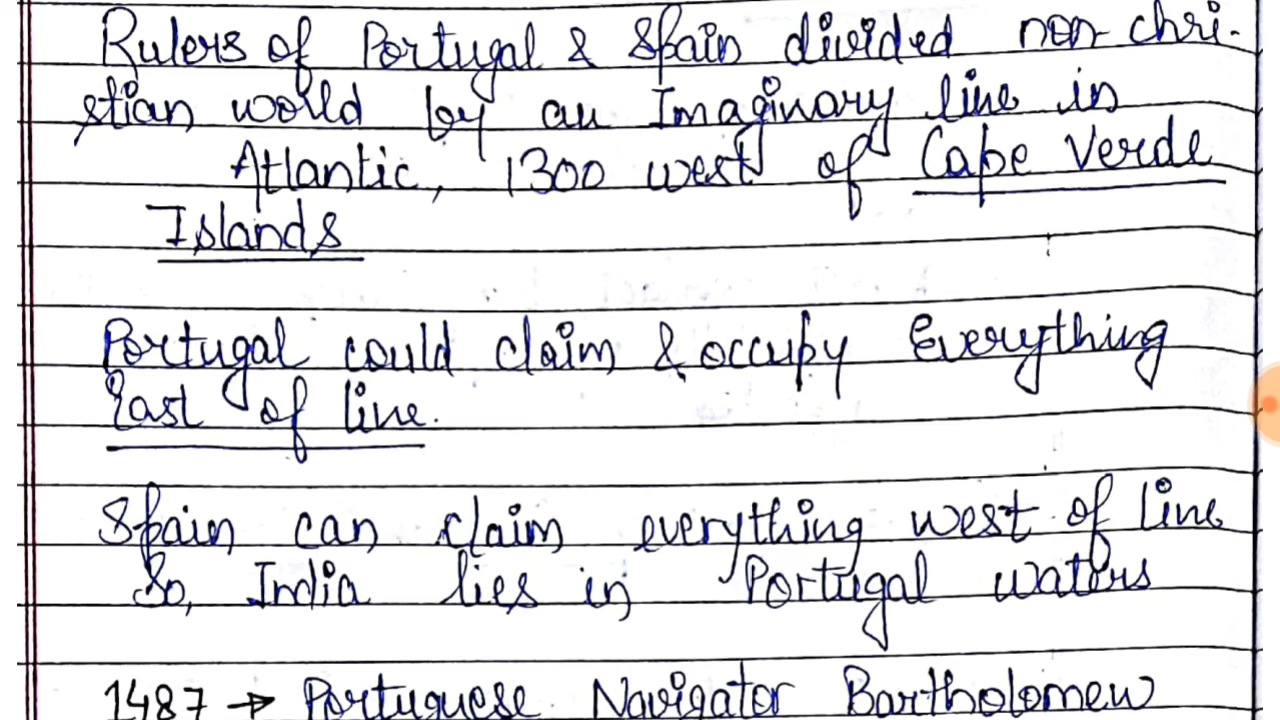 Rulers of Portugal & Spain divided non-chri-
stian world by an Imaginary line in
Atlantic, 1300 west of Cape Verde
Islands
Portugal could claim & occupy Everything
East of line.
Spain can claim everything west of line
So, India lies in Portugal waters
1487 → Portuguese Navigator Bartholomew